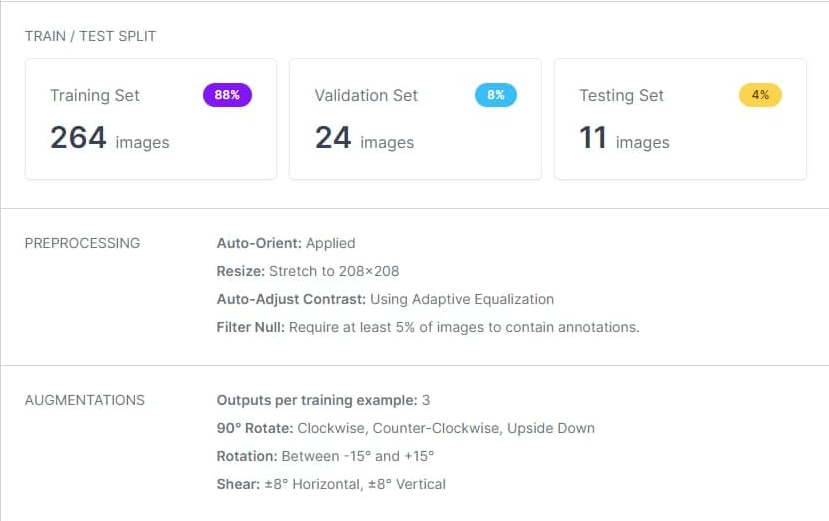 TRAIN / TEST SPLIT
Training Set 88%
264 images
Validation Set 8%
24 images
Testing Set 4%
11 images
PREPROCESSING
Auto-Orient: Applied
Resize: Stretch to 208×208
Auto-Adjust Contrast: Using Adaptive Equalization
Filter Null: Require at least 5% of images to contain annotations.
AUGMENTATIONS
Outputs per training example: 3
90° Rotate: Clockwise, Counter-Clockwise, Upside Down
Rotation: Between -15° and +15°
Shear: ±8° Horizontal, ±8° Vertical